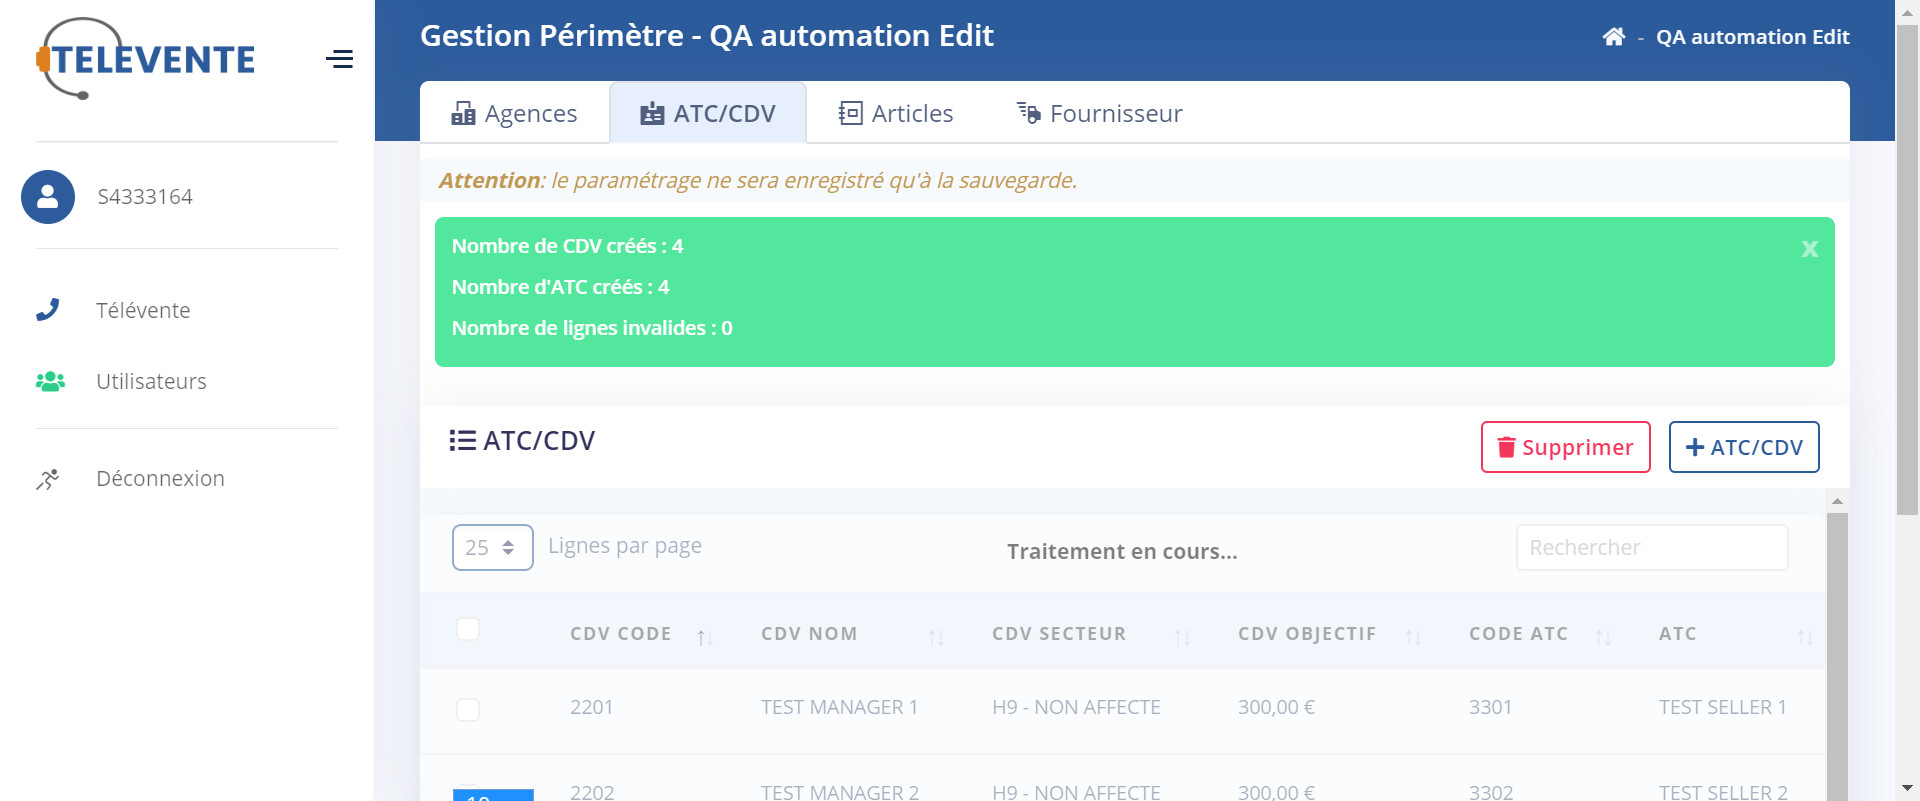 TELEVENTE
S4333164
Télévente
Utilisateurs
Déconnexion
Gestion Périmètre - QA automation Edit
- QA automation Edit
Agences
ATC/CDV
Articles
Fournisseur
Attention: le paramétrage ne sera enregistré qu'à la sauvegarde.
Nombre de CDV créés : 4
x
Nombre d'ATC créés : 4
Nombre de lignes invalides : 0
ATC/CDV
Supprimer
ATC/CDV
25 Lignes par page
Traitement en cours...
Rechercher
CDV CODE CDV NOM CDV SECTEUR CDV OBJECTIF CODE ATC ATC
2201 TEST MANAGER 1 H9 - NON AFFECTE 300,00 € 3301 TEST SELLER 1
2202 TEST MANAGER 2 H9 - NON AFFECTE 300,00 € 3302 TEST SELLER 2